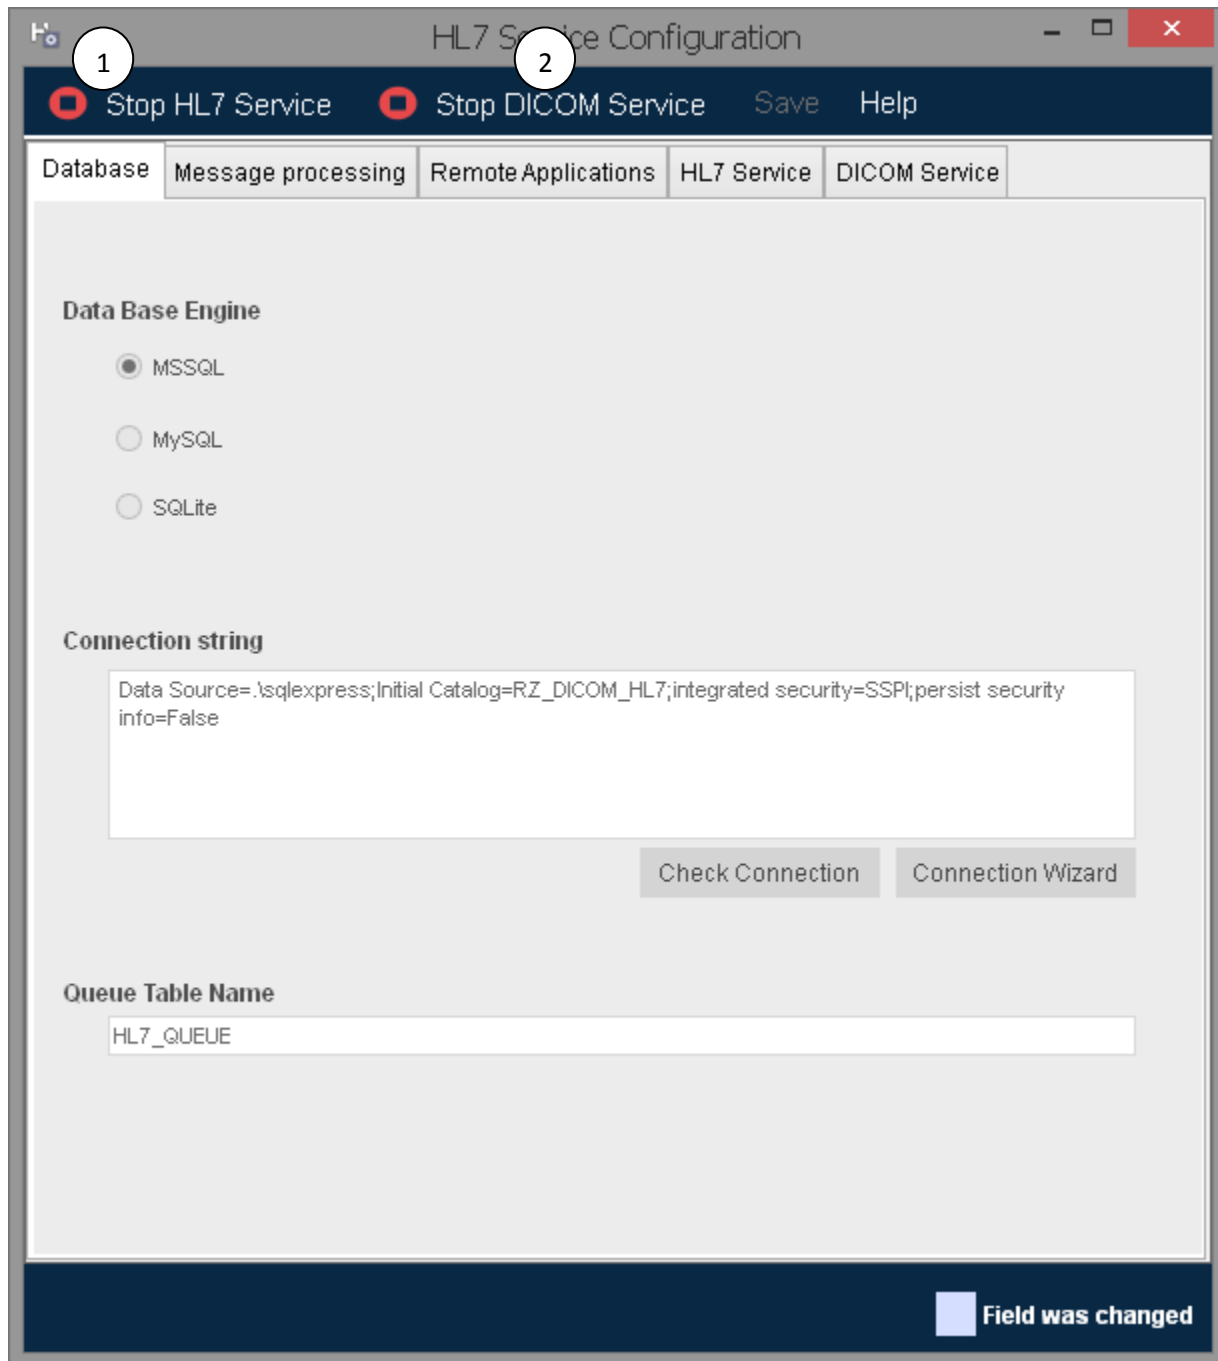 HL7 Service Configuration
1
2
Stop HL7 Service Stop DICOM Service Save Help
Database Message processing Remote Applications HL7 Service DICOM Service
Data Base Engine
MSSQL
MySQL
SQLite
Connection string
Data Source=.\sqlexpress;Initial Catalog=RZ_DICOM_HL7;integrated security=SSPI;persist security
info=False
Check Connection Connection Wizard
Queue Table Name
HL7_QUEUE
Field was changed